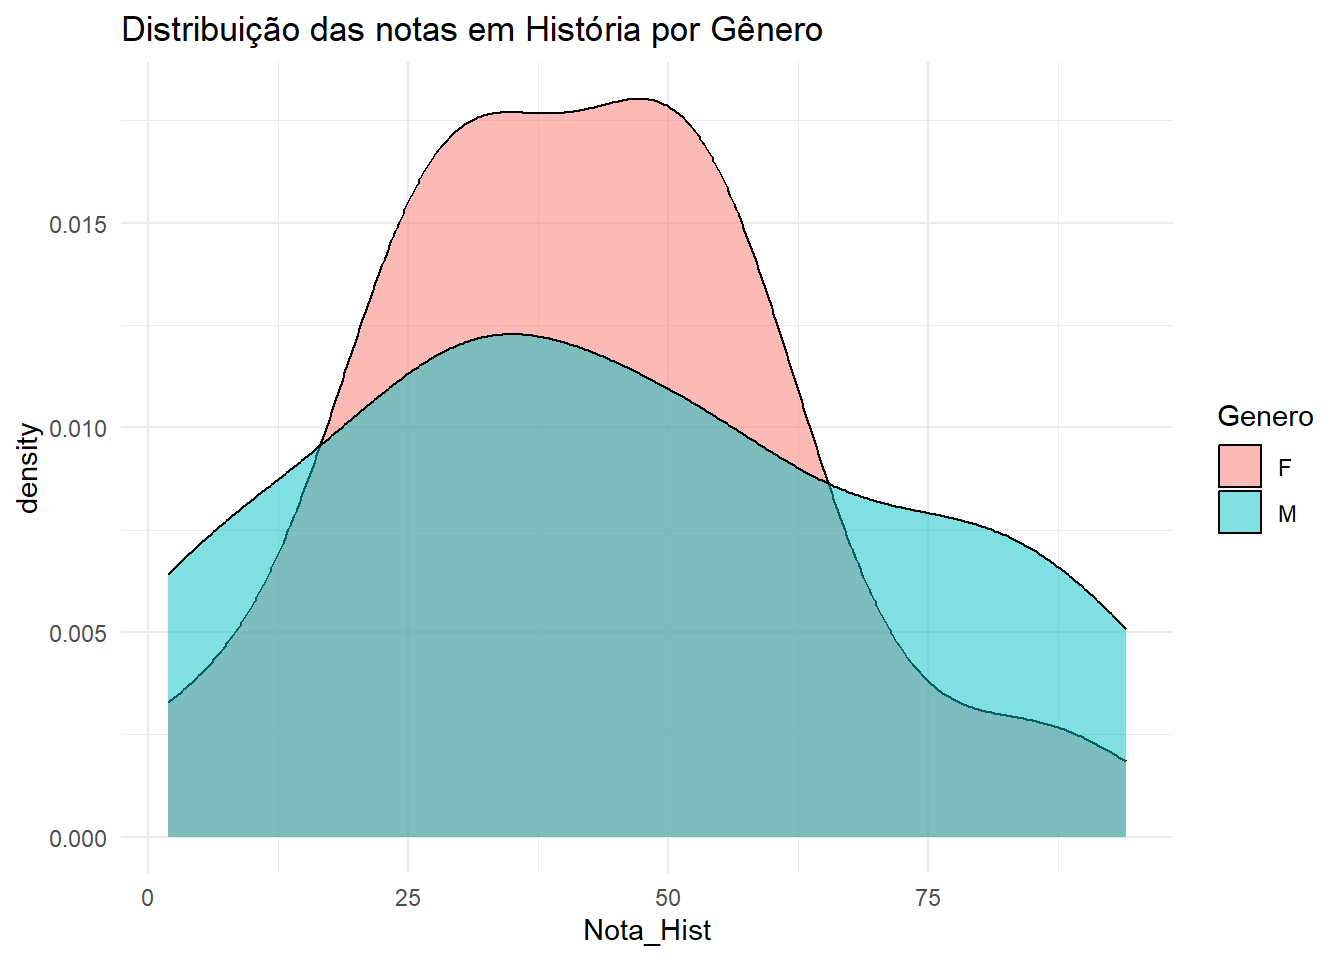 Distribuição das notas em História por Gênero
0.015
0.010
0.005
0.000
density
0
25
50
75
Nota_Hist
Genero
F
M